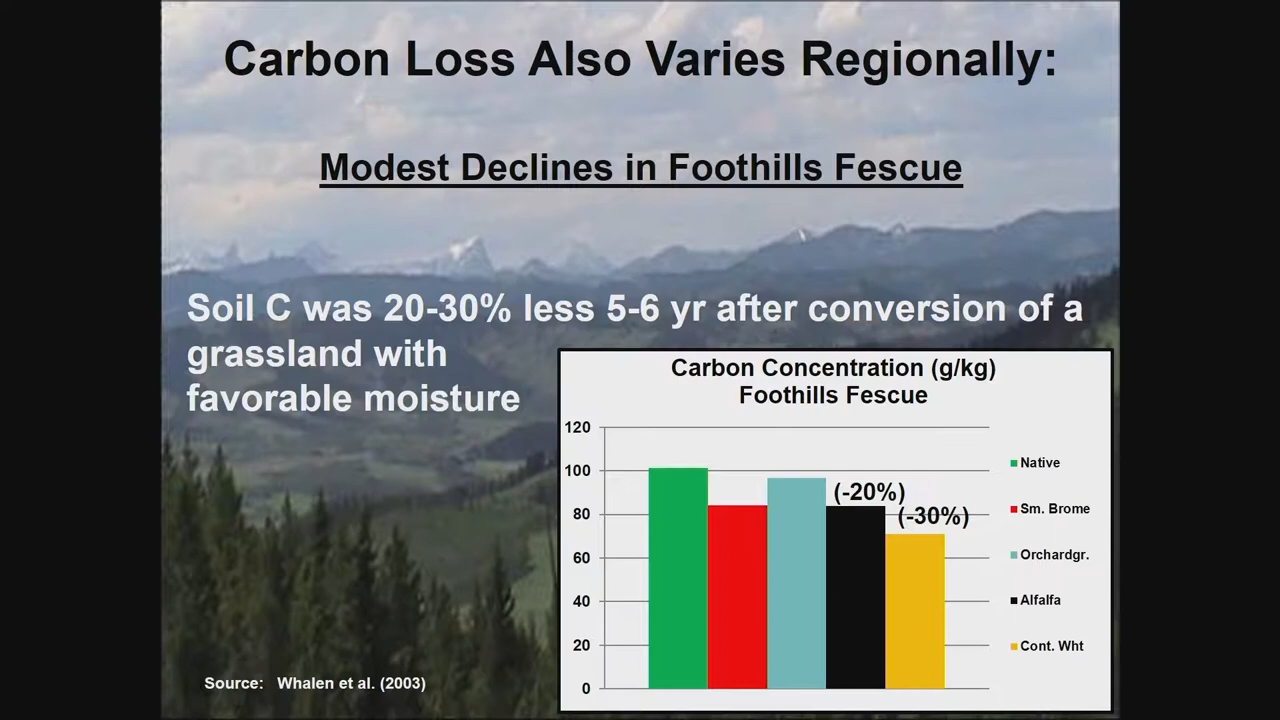 Carbon Loss Also Varies Regionally:
Modest Declines in Foothills Fescue
Soil C was 20-30% less 5-6 yr after conversion of a
grassland with
favorable moisture
Carbon Concentration (g/kg)
Foothills Fescue
120
100
80
60
40
20
0
(-20%)
(-30%)
Native
Sm. Brome
Orchardgr.
Alfalfa
Cont. Wht
Source: Whalen et al. (2003)